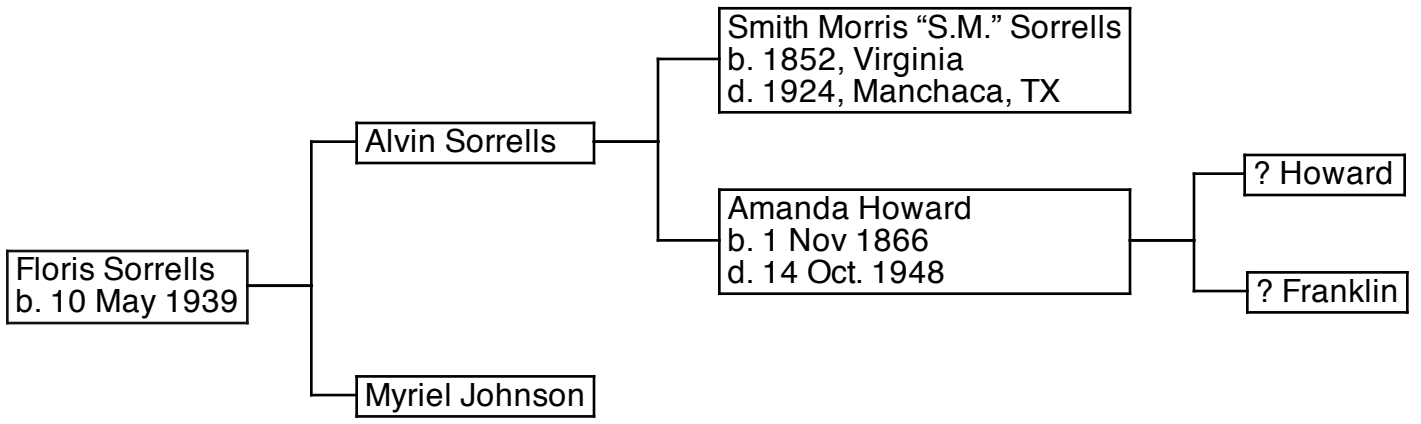 Smith Morris “S.M.” Sorrells
b. 1852, Virginia
d. 1924, Manchaca, TX
Alvin Sorrells
? Howard
Amanda Howard
b. 1 Nov 1866
d. 14 Oct. 1948
Floris Sorrells
b. 10 May 1939
? Franklin
Myriel Johnson